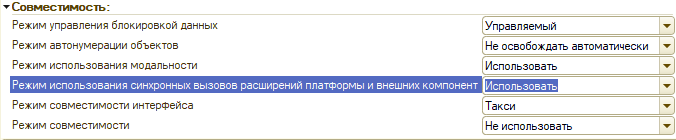 Совместимость:
Режим управления блокировкой данных Управляемый
Режим автонумерации объектов Не освобождать автоматически
Режим использования модальности Использовать
Режим использования синхронных вызовов расширений платформы и внешних компонент Использовать
Режим совместимости интерфейса Такси
Режим совместимости Не использовать